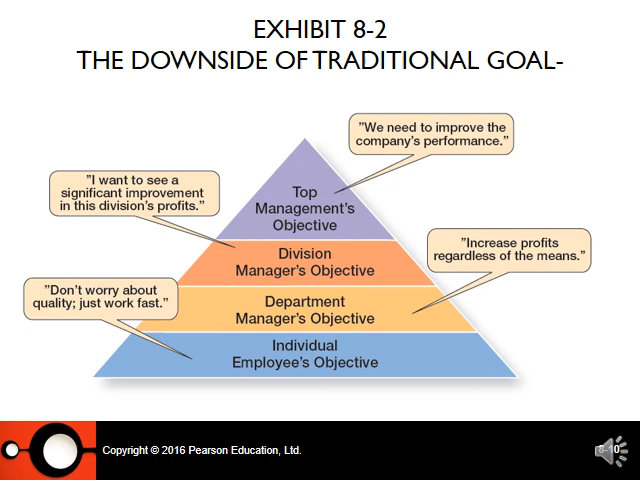 EXHIBIT 8-2
THE DOWNSIDE OF TRADITIONAL GOAL-
”We need to improve the
company’s performance.”
”I want to see a
significant improvement
in this division’s profits.”
Top
Management’s
Objective
”Increase profits
regardless of the means.”
Division
Manager’s Objective
”Don’t worry about
quality; just work fast.”
Department
Manager’s Objective
Individual
Employee’s Objective
Copyright © 2016 Pearson Education, Ltd.
8-10